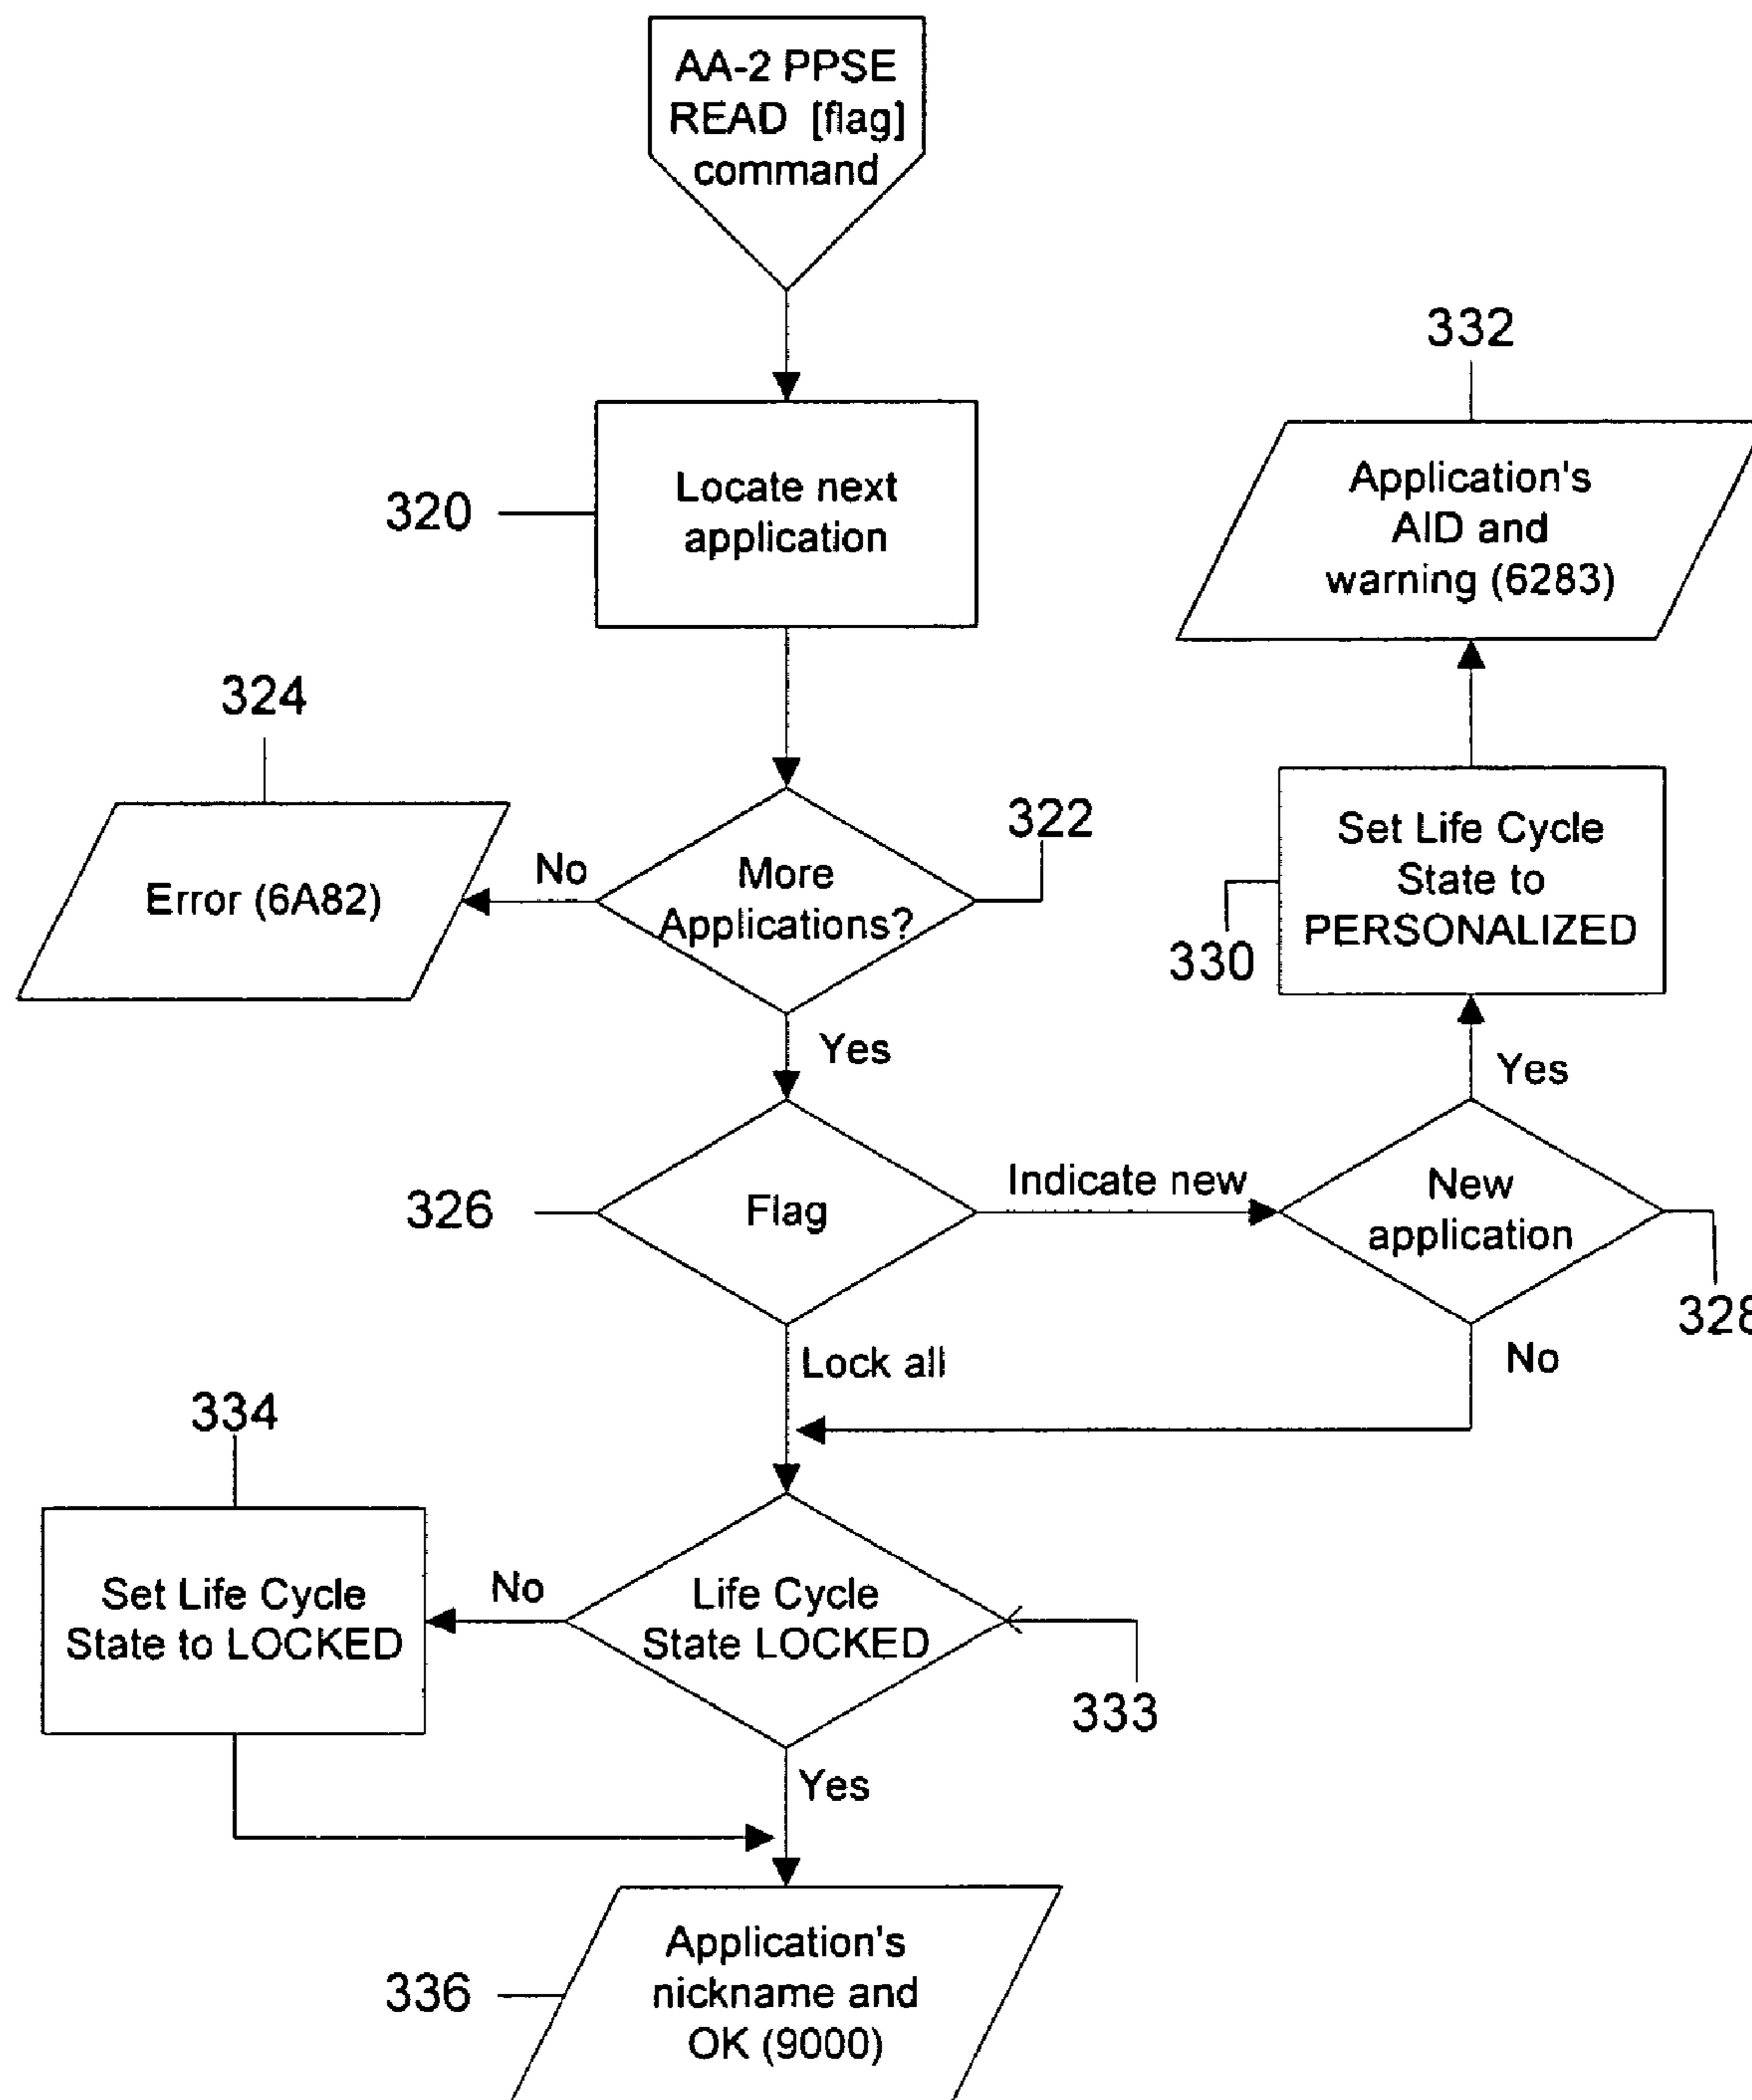 AA-2 PPSE
READ [flag]
command
332
Locate next
application
320
Application's
AID and
warning (6283)
324
322
Error (6A82)
No
More
Applications?
Set Life Cycle
State to
PERSONALIZED
330
Yes
Yes
326
Flag
Indicate new
New
application
328
Lock all
No
334
Set Life Cycle
State to LOCKED
No
Life Cycle
State LOCKED
333
Yes
336
Application's
nickname and
OK (9000)